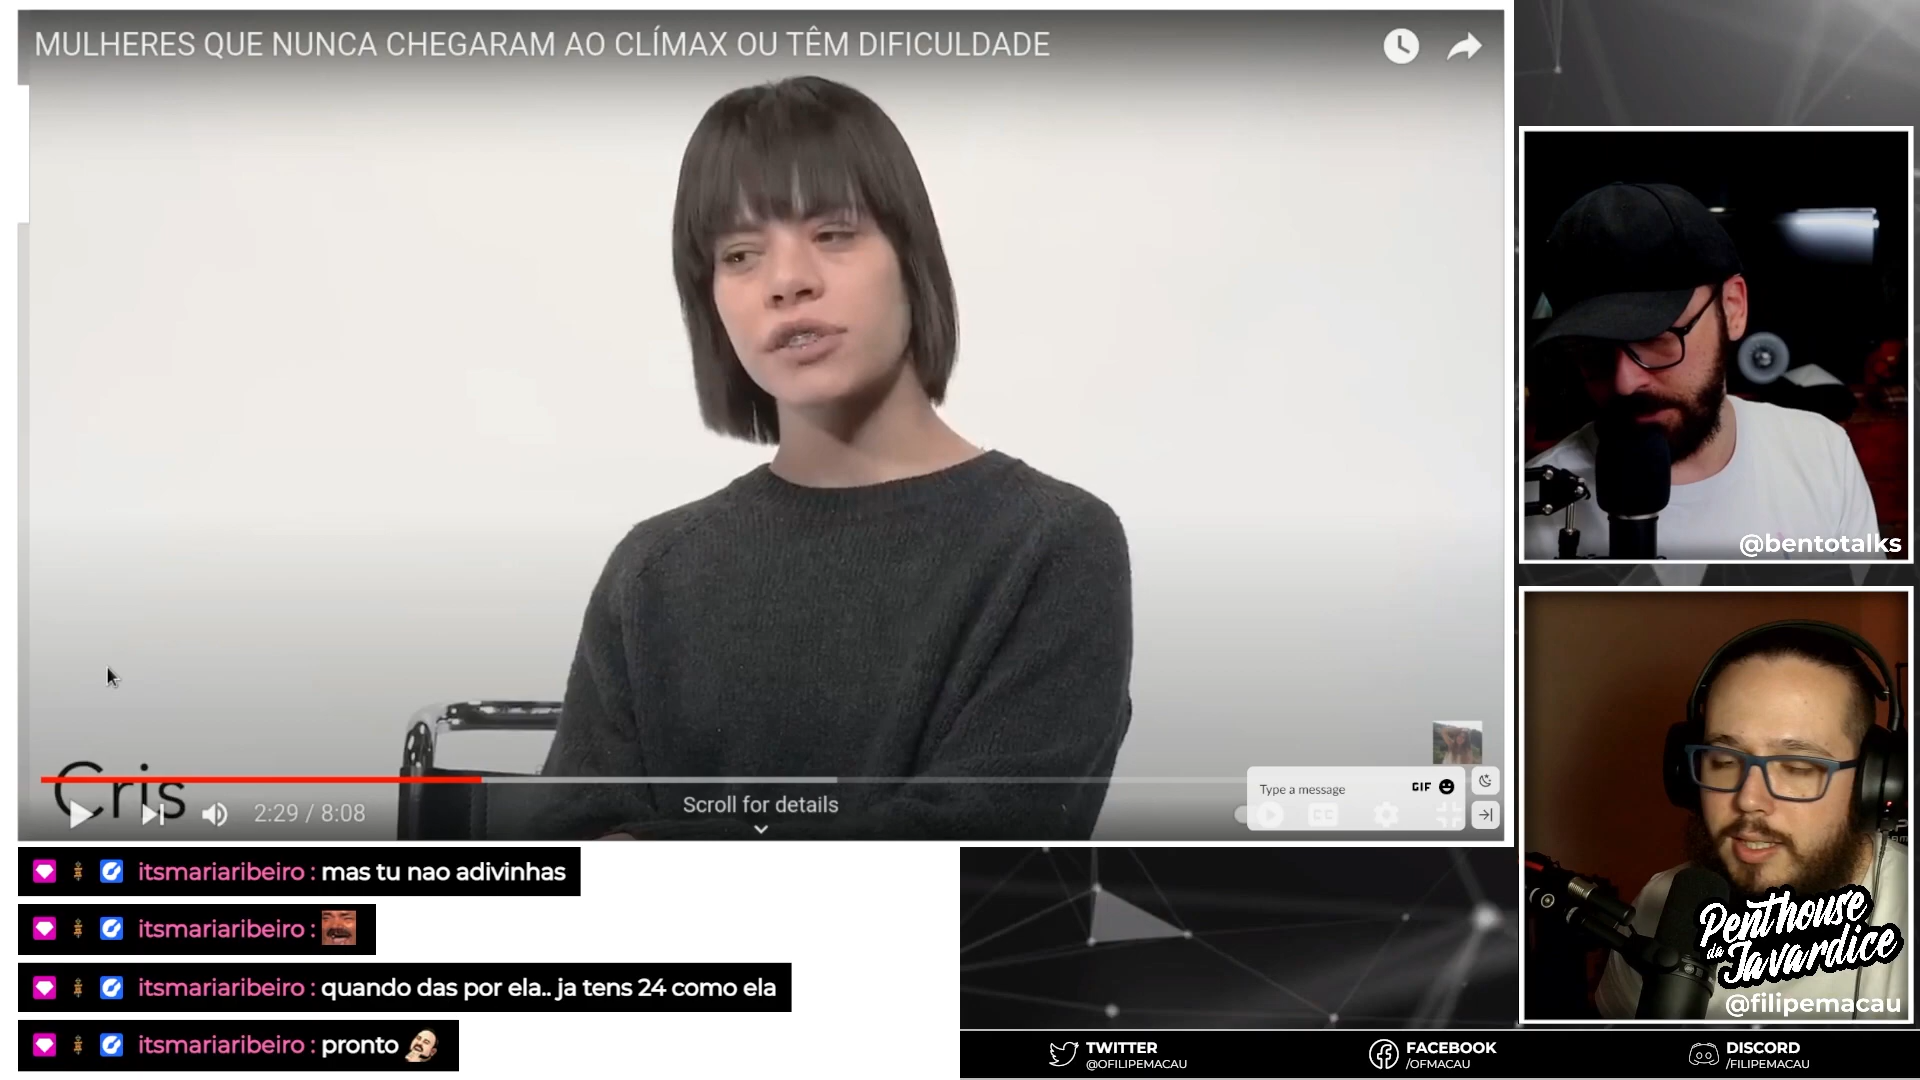 MULHERES QUE NUNCA CHEGARAM AO CLÍMAX OU TÊM DIFICULDADE
@bentotalks
Cris
2:29 / 8:08
Scroll for details
Type a message
GIF
CC
itsmariaribeiro : mas tu nao adivinhas
itsmariaribeiro :
itsmariaribeiro : quando das por ela.. ja tens 24 como ela
itsmariaribeiro : pronto
Penthouse
da Javardice
@filipemacau
TWITTER
@OFILIPEMACAU
FACEBOOK
/OFMACAU
DISCORD
/FILIPEMACAU